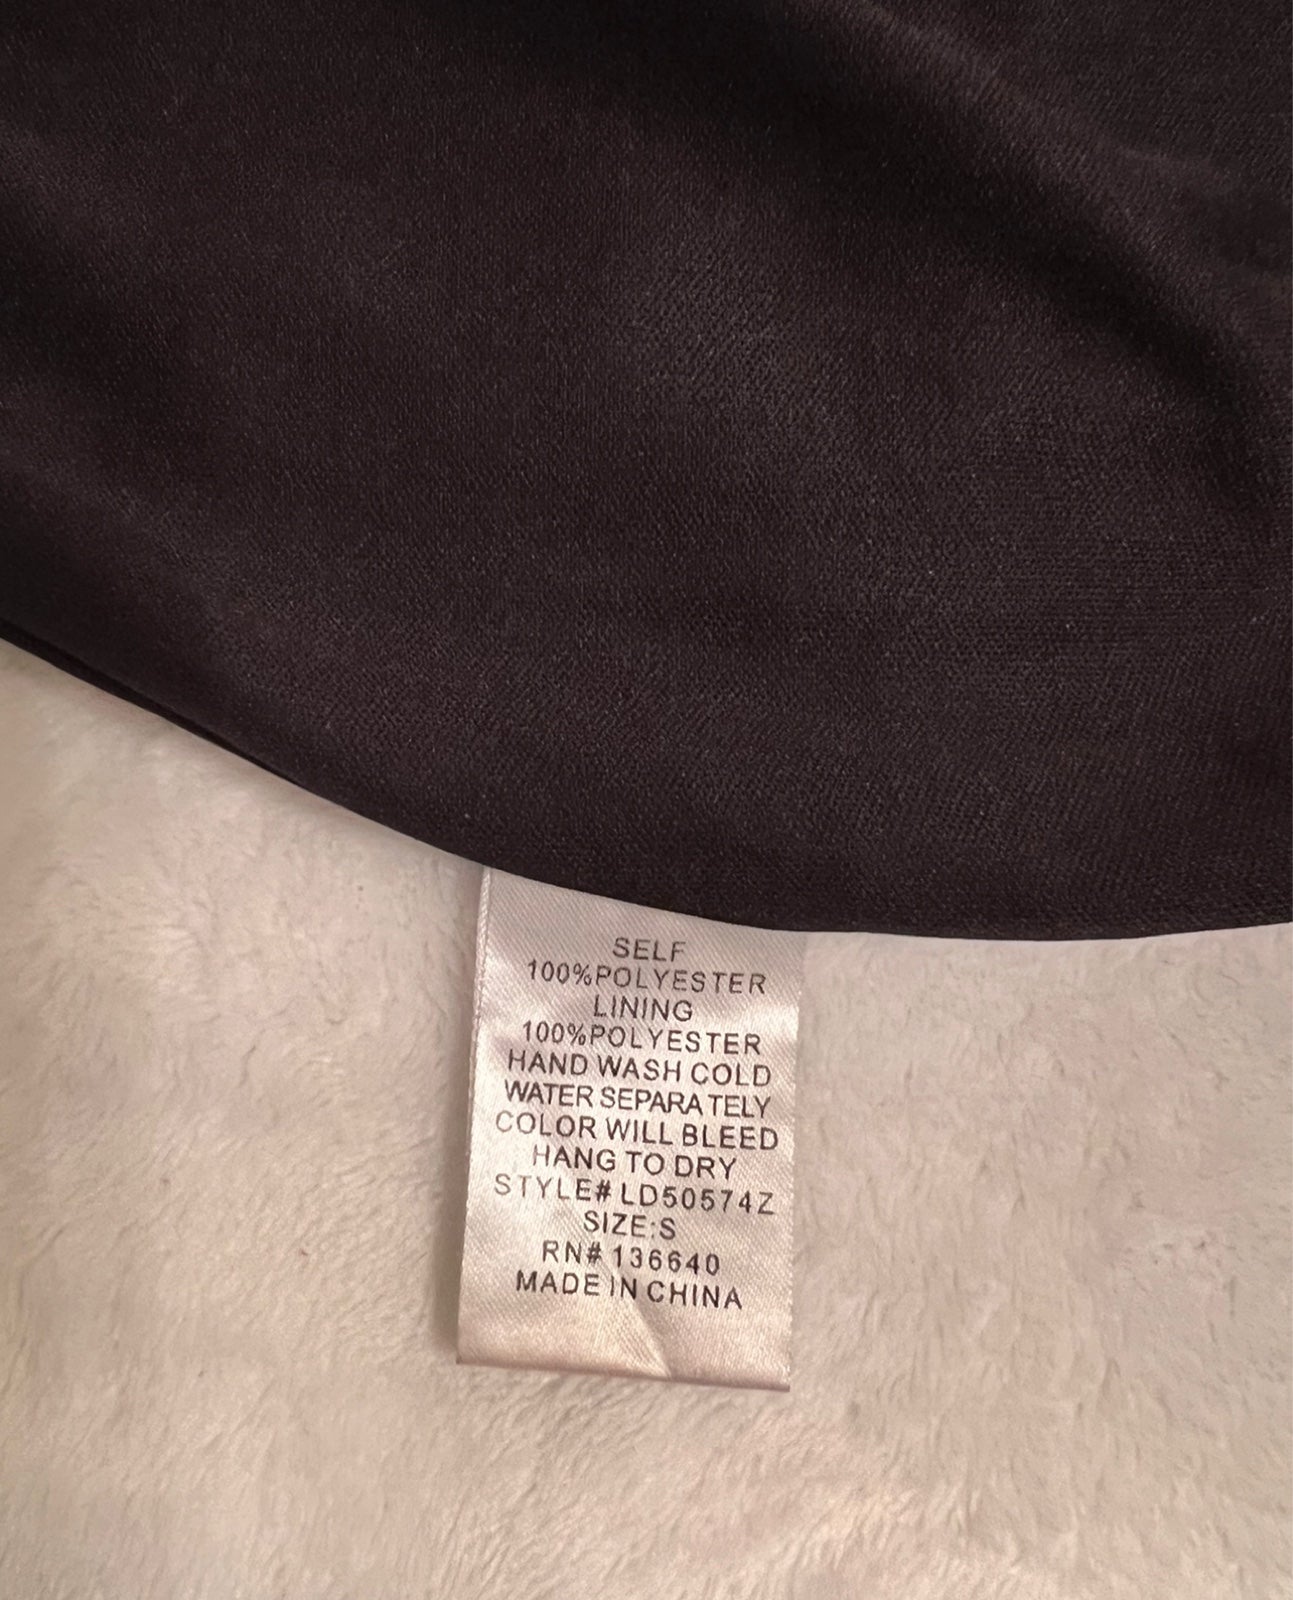 SELF
100%POLYESTER
LINING
100%POLYESTER
HAND WASH COLD
WATER SEPARATELY
COLOR WILL BLEED
HANG TO DRY
STYLE# LD50574Z
SIZE:S
RN# 136640
MADE IN CHINA